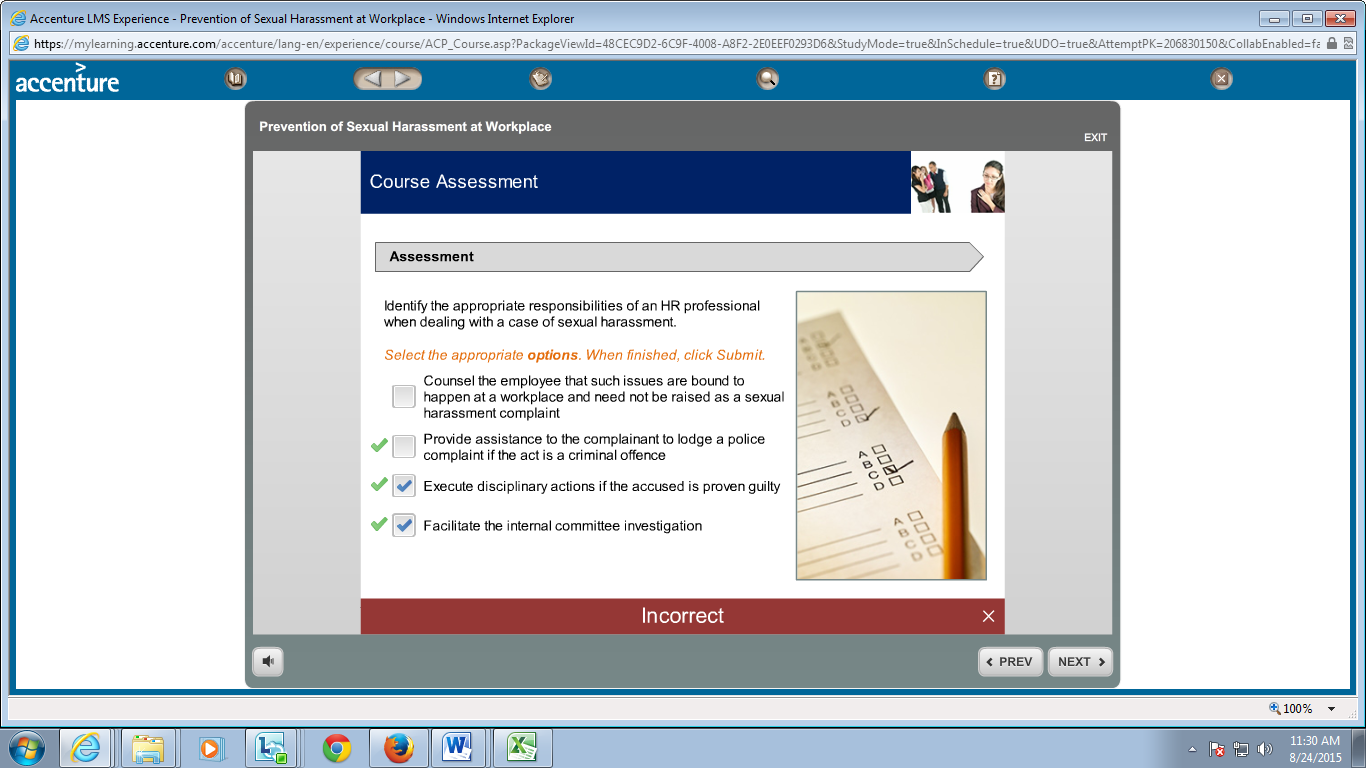 Accenture LMS Experience - Prevention of Sexual Harassment at Workplace - Windows Internet Explorer
https://mylearning.accenture.com/accenture/lang-en/experience/course/ACP_Course.asp?PackageViewId=48CEC9D2-6C9F-4008-A8F2-2E0EEF0293D6&StudyMode=true&InSchedule=true&UDO=true&AttemptPK=206830150&CollabEnabled=fa
accenture
Prevention of Sexual Harassment at Workplace
EXIT
Course Assessment
Assessment
Identify the appropriate responsibilities of an HR professional
when dealing with a case of sexual harassment.
Select the appropriate options. When finished, click Submit.
Counsel the employee that such issues are bound to
happen at a workplace and need not be raised as a sexual
harassment complaint
Provide assistance to the complainant to lodge a police
complaint if the act is a criminal offence
Execute disciplinary actions if the accused is proven guilty
Facilitate the internal committee investigation
A
B
C
D
A
B
C
D
A
B
C
D
A
B
C
D
Incorrect
PREV
NEXT
100%
11:30 AM
8/24/2015